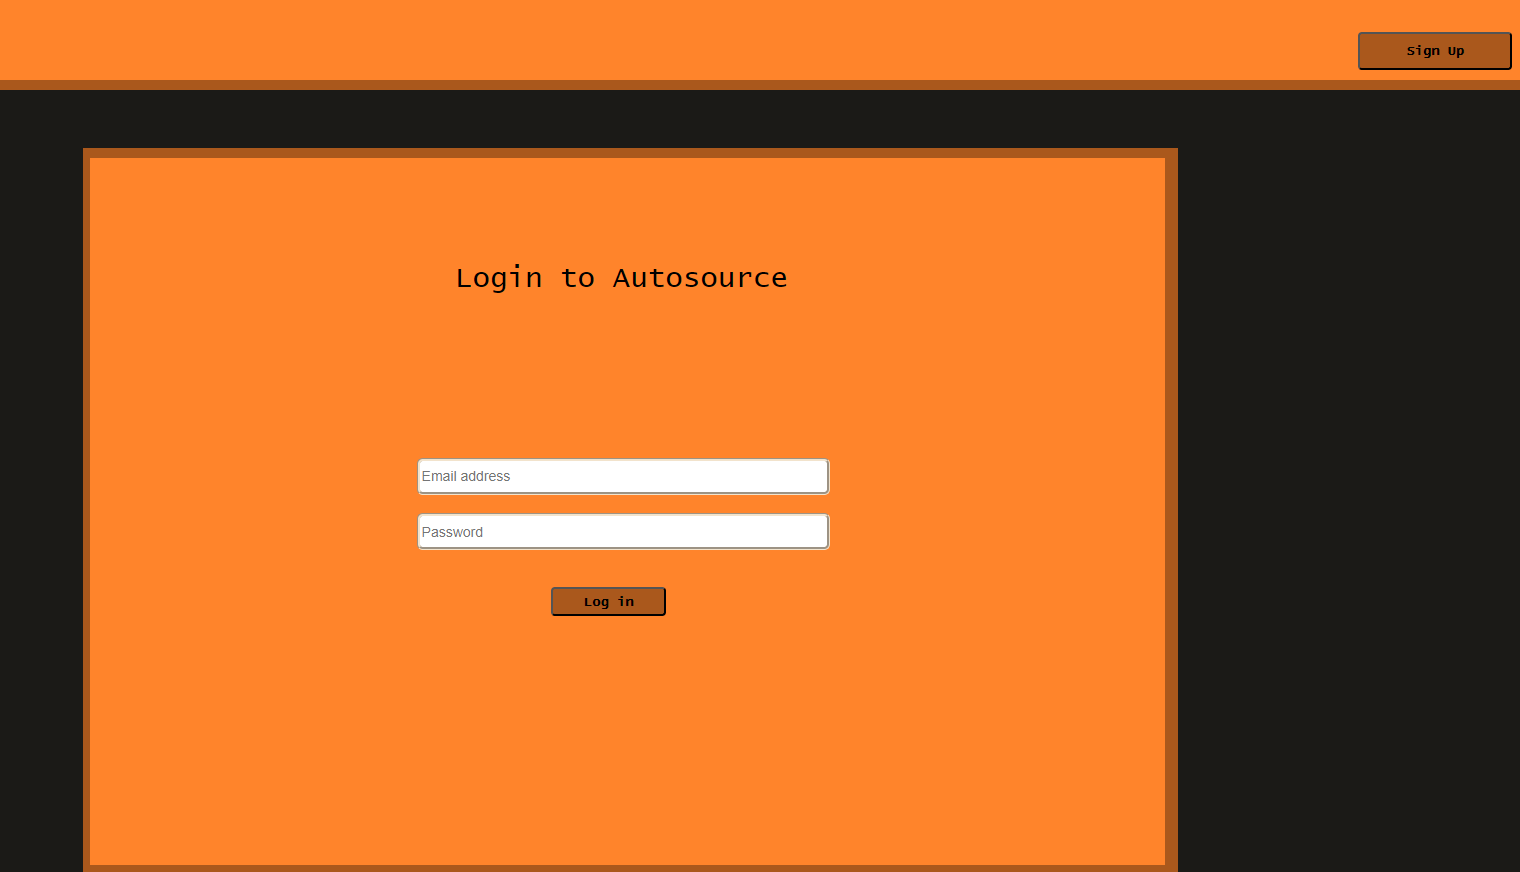 Sign Up
Login to Autosource
Email address
Password
Log in